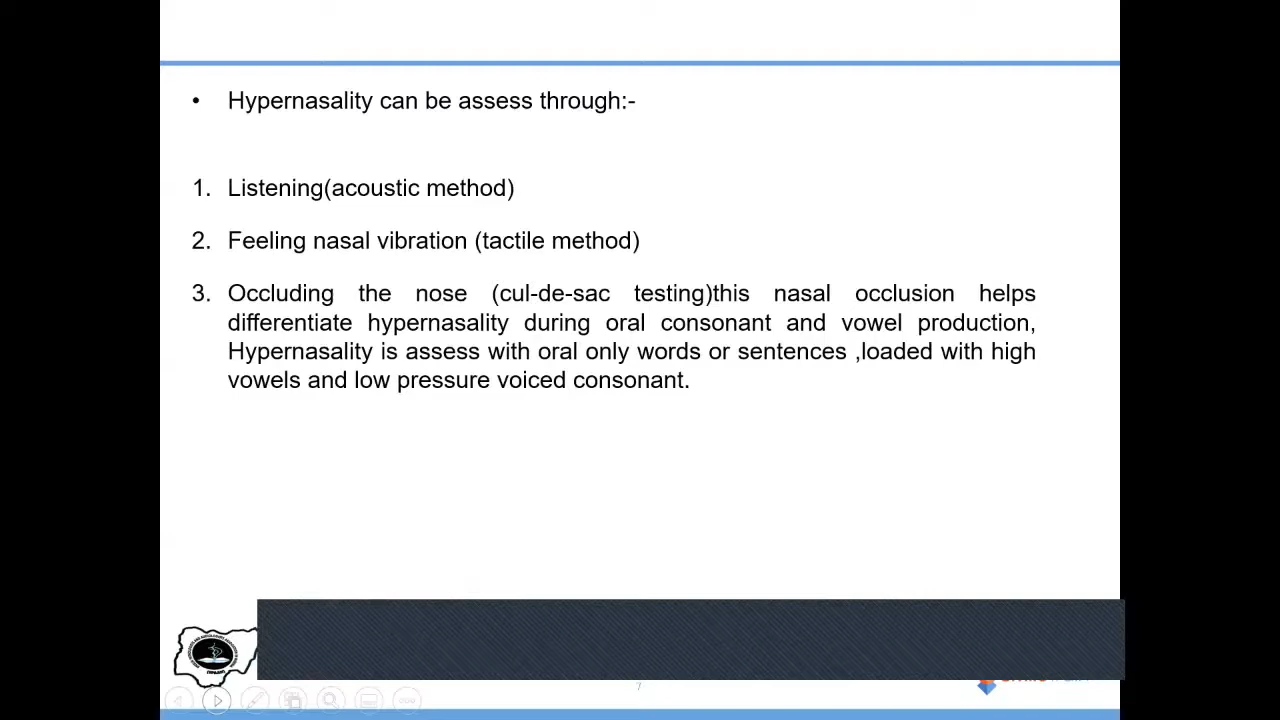 • Hypernasality can be assess through:-
1. Listening(acoustic method)
2. Feeling nasal vibration (tactile method)
3. Occluding the nose (cul-de-sac testing)this nasal occlusion helps
differentiate hypernasality during oral consonant and vowel production,
Hypernasality is assess with oral only words or sentences ,loaded with high
vowels and low pressure voiced consonant.
7